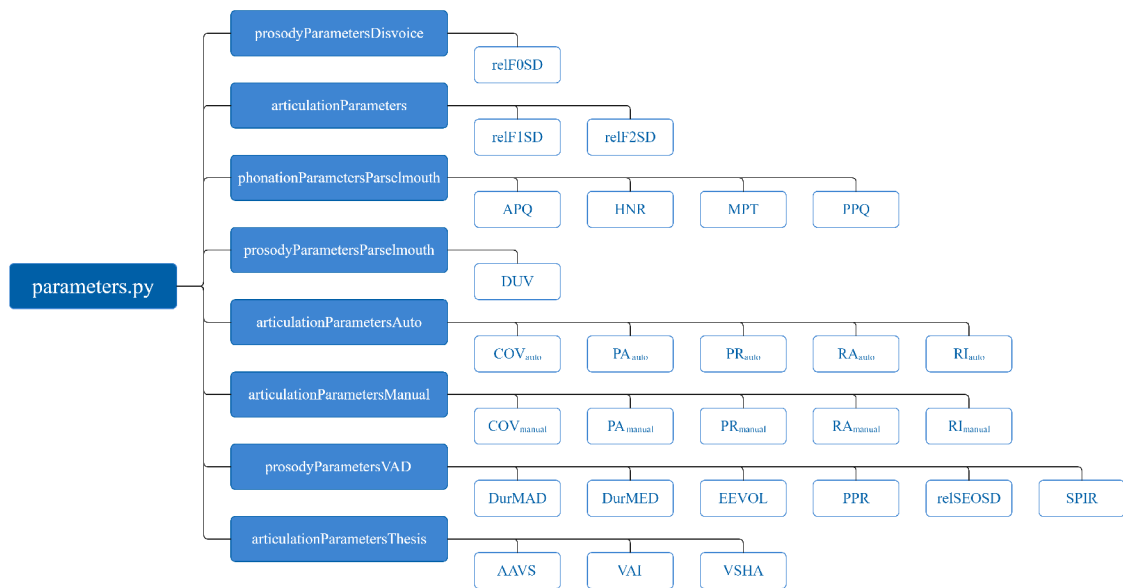 prosodyParametersDisvoice
relF0SD
articulationParameters
relF1SD relF2SD
phonationParametersParselmouth
APQ HNR MPT PPQ
prosodyParametersParselmouth
DUV
parameters.py
articulationParametersAuto
COVauto PAauto PRauto RAauto RIauto
articulationParametersManual
COVmanual PAmanual PRmanual RAmanual RImanual
prosodyParametersVAD
DurMAD DurMED EEVOL PPR relSEOSD SPIR
articulationParametersThesis
AAVS VAI VSHA